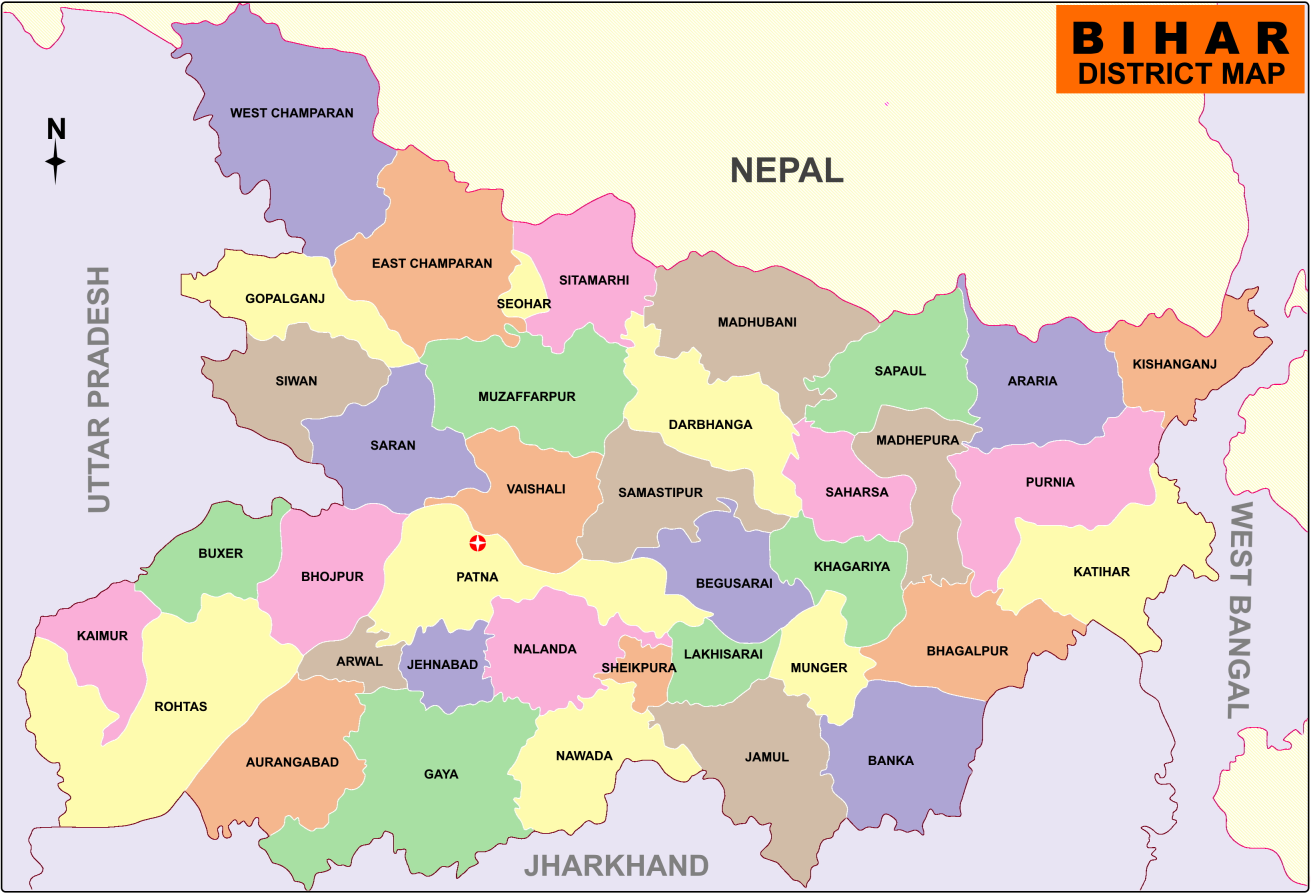 BIHAR
DISTRICT MAP
N
WEST CHAMPARAN
NEPAL
EAST CHAMPARAN
SITAMARHI
GOPALGANJ
SEOHAR
MADHUBANI
UTTAR PRADESH
SIWAN
MUZAFFARPUR
SAPAUL
ARARIA
KISHANGANJ
SARAN
DARBHANGA
MADHEPURA
VAISHALI
SAMASTIPUR
SAHARSA
PURNIA
BUXER
BHOJPUR
PATNA
BEGUSARAI
KHAGARIYA
KATIHAR
WEST BANGAL
KAIMUR
ARWAL
JEHNABAD
NALANDA
SHEIKPURA
LAKHISARAI
MUNGER
BHAGALPUR
ROHTAS
AURANGABAD
GAYA
NAWADA
JAMUL
BANKA
JHARKHAND